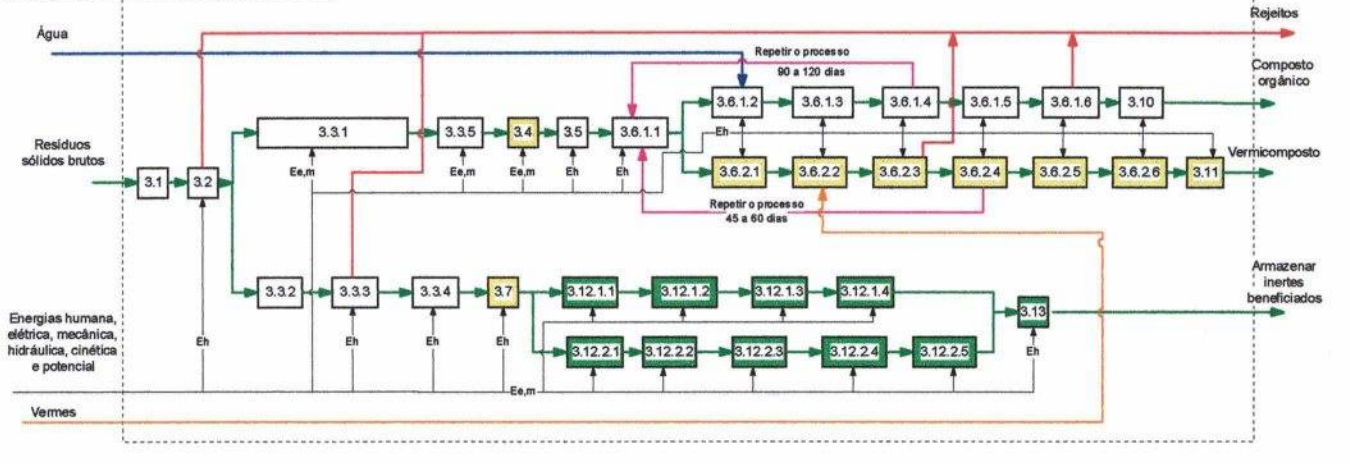 Rejeitos
Água
Repetir o processo
90 a 120 dias
Composto
orgânico
3.6.1.2
3.6.1.3
3.6.1.4
3.6.1.5
3.6.1.6
3.10
3.3.1
3.3.5
3.4
3.5
3.6.1.1
Eh
Resíduos
sólidos brutos
Vermicomposto
Ee,m
Ee,m
Ee,m
Eh
Eh
3.1
3.2
3.6.2.1
3.6.2.2
3.6.2.3
3.6.2.4
3.6.2.5
3.6.2.6
3.11
Repetir o processo
45 a 60 dias
Armazenar
inertes
beneficiados
3.3.2
3.3.3
3.3.4
3.7
3.12.1.1
3.12.1.2
3.12.1.3
3.12.1.4
3.13
Energias humana,
elétrica, mecânica,
hidráulica, cinética
e potencial
Eh
Eh
Eh
Eh
3.12.2.1
3.12.2.2
3.12.2.3
3.12.2.4
3.12.2.5
Eh
Ee,m
Vermes